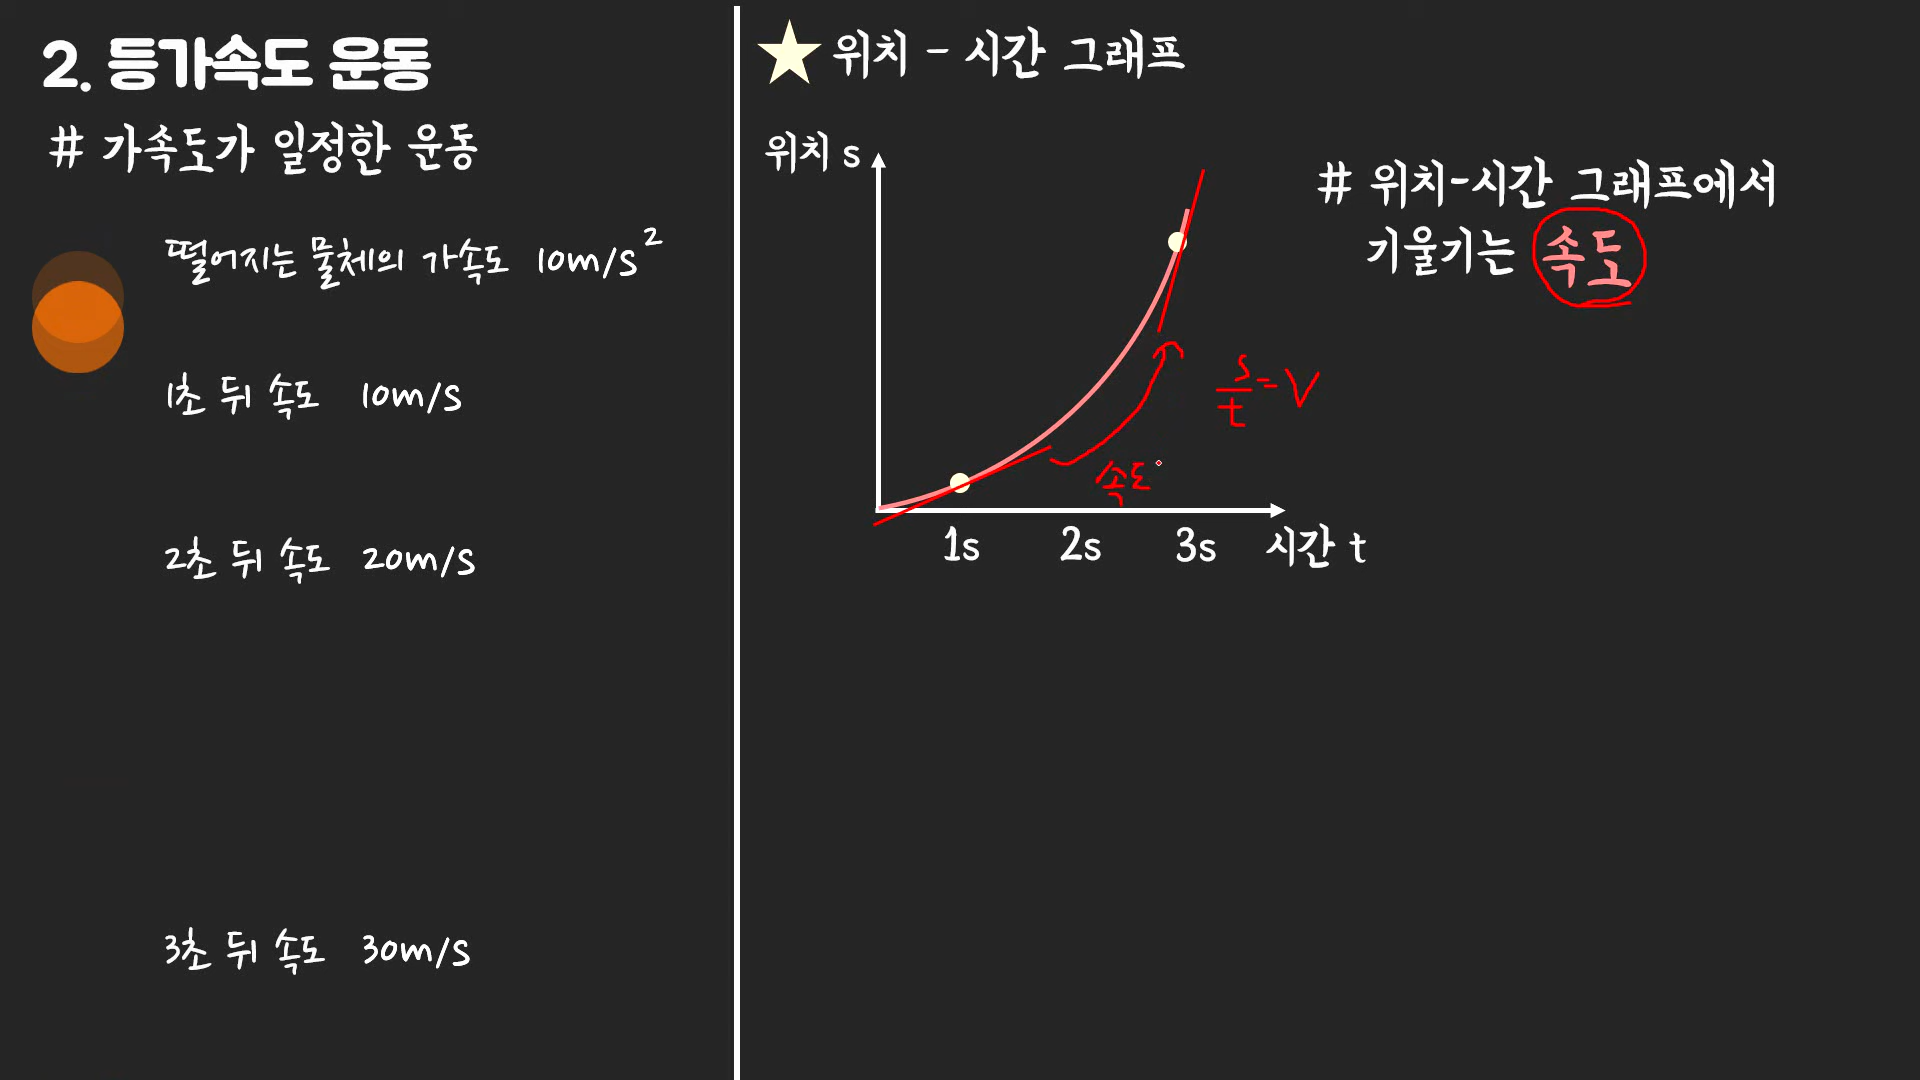 2. 등가속도 운동
# 가속도가 일정한 운동
떨어지는 물체의 가속도 10m/s²
1초 뒤 속도 10m/s
2초 뒤 속도 20m/s
3초 뒤 속도 30m/s
위치 - 시간 그래프
위치 s
# 위치-시간 그래프에서
기울기는 속도
s/t = V
속도
1s 2s 3s 시간 t